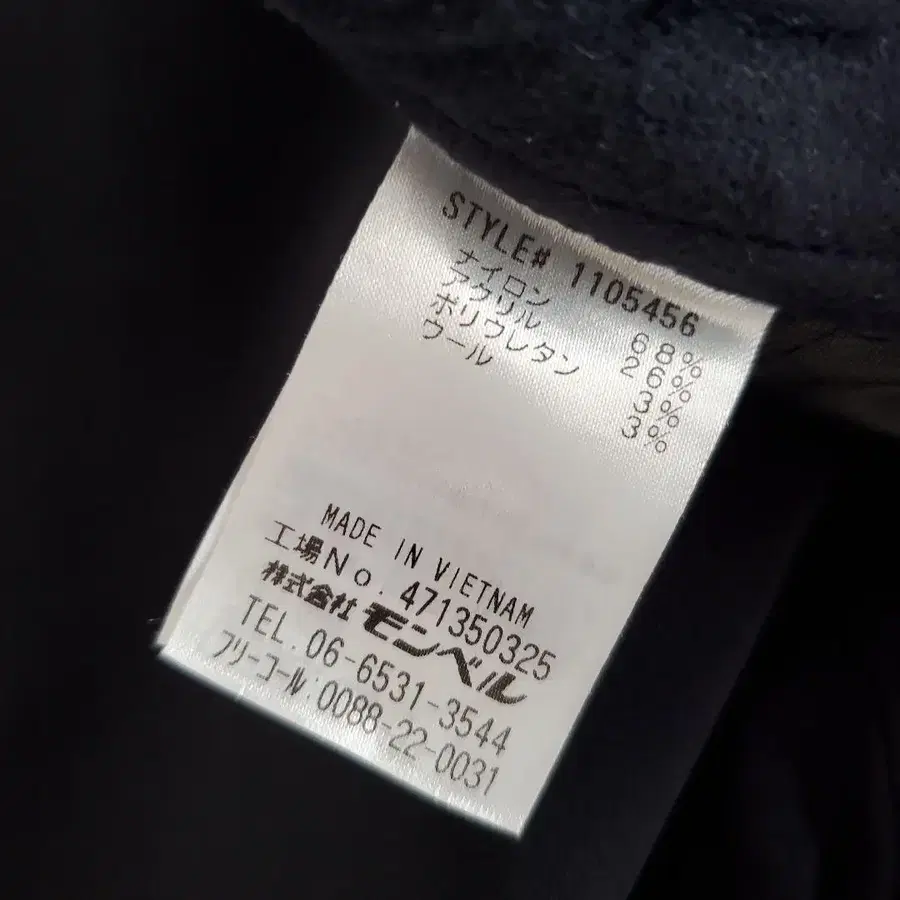 STYLE# 1105456
ナイロン 68%
アクリル 26%
ポリウレタン 3%
ウール 3%
MADE IN VIETNAM
工場No. 471350325
株式会社 モンベル
TEL. 06-6531-3544
フリーコール:0088-22-0031